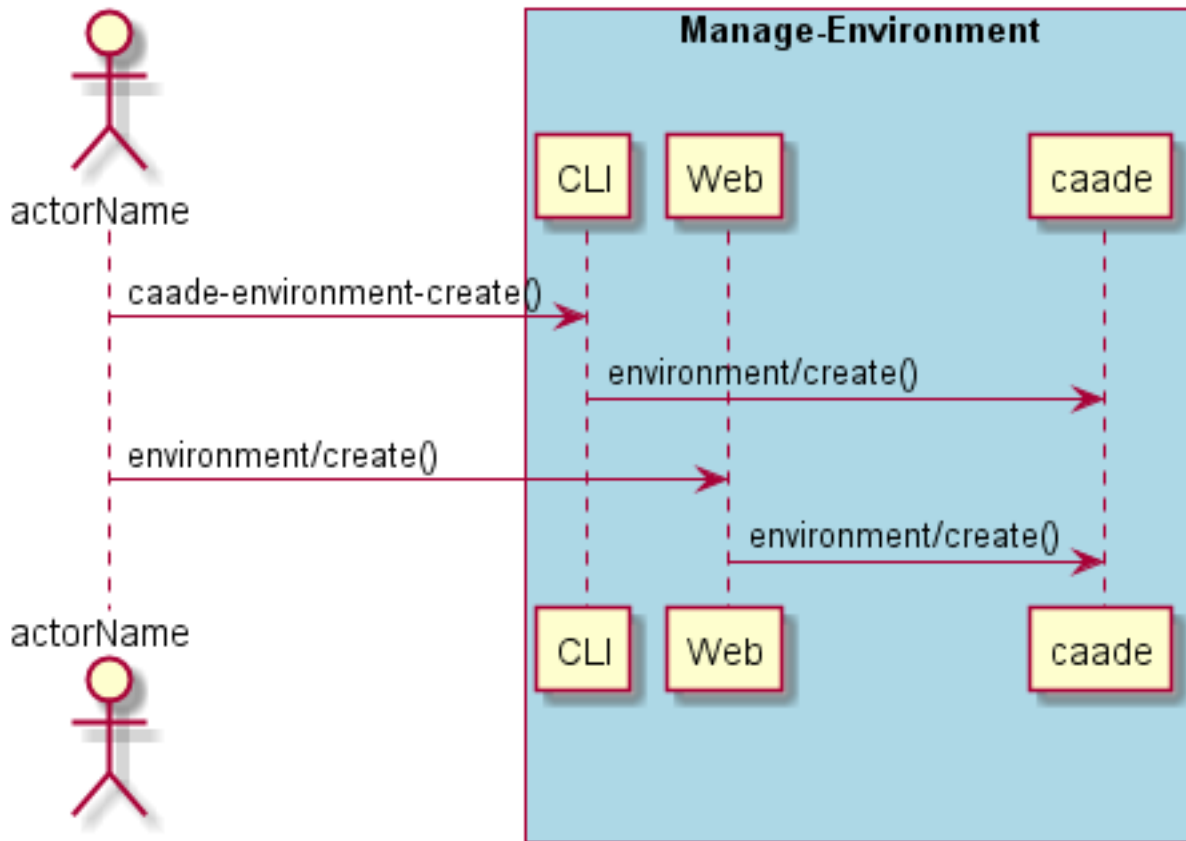 Manage-Environment
actorName
CLI
Web
caade
caade-environment-create()
environment/create()
environment/create()
environment/create()
actorName
CLI
Web
caade